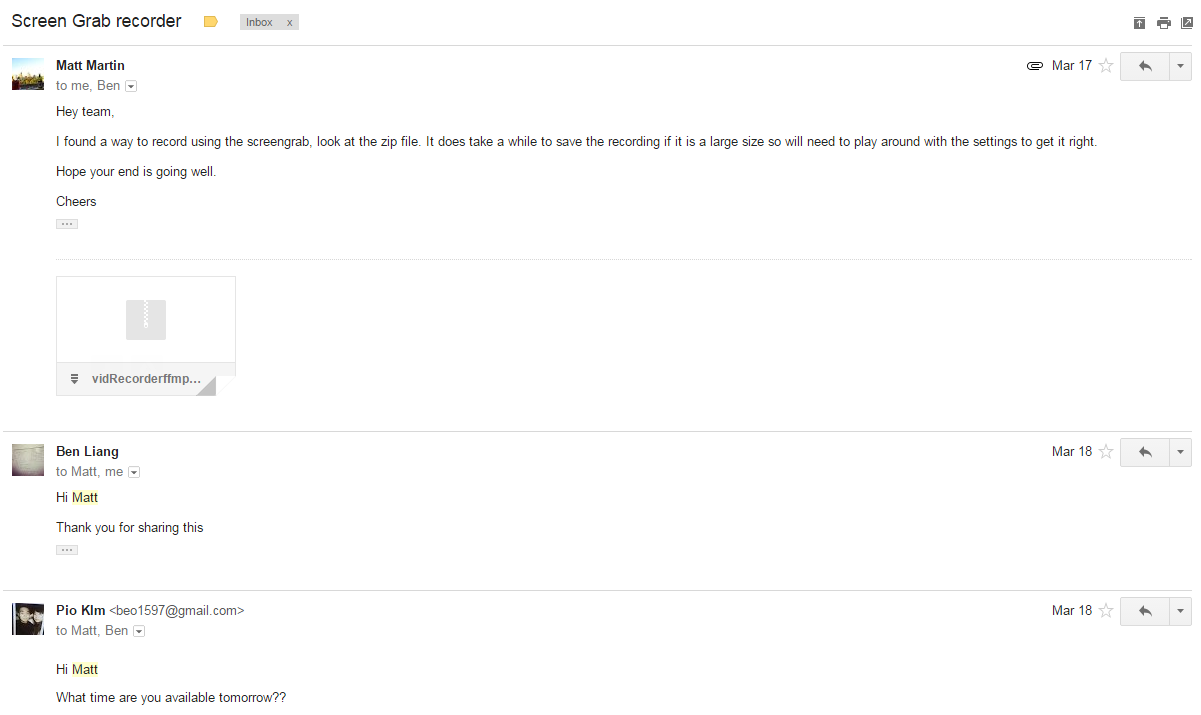 Screen Grab recorder
Inbox x
Matt Martin
Mar 17
to me, Ben
Hey team,
I found a way to record using the screengrab, look at the zip file. It does take a while to save the recording if it is a large size so will need to play around with the settings to get it right.
Hope your end is going well.
Cheers
vidRecorderffmp...
Ben Liang
Mar 18
to Matt, me
Hi Matt
Thank you for sharing this
Pio KIm <beo1597@gmail.com>
Mar 18
to Matt, Ben
Hi Matt
What time are you available tomorrow??